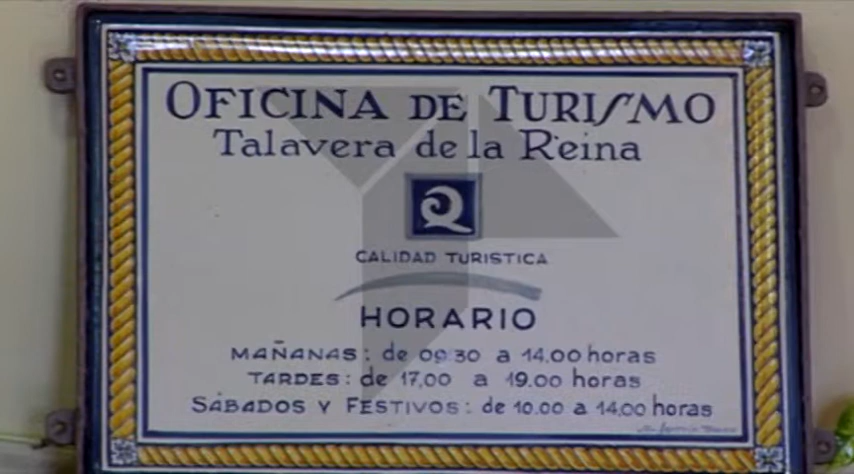 OFICINA DE TURISMO
Talavera de la Reina
Q
CALIDAD TURISTICA
HORARIO
MAÑANAS: de 09.30 a 14.00 horas
TARDES: de 17.00 a 19.00 horas
SÁBADOS Y FESTIVOS: de 10.00 a 14.00 horas